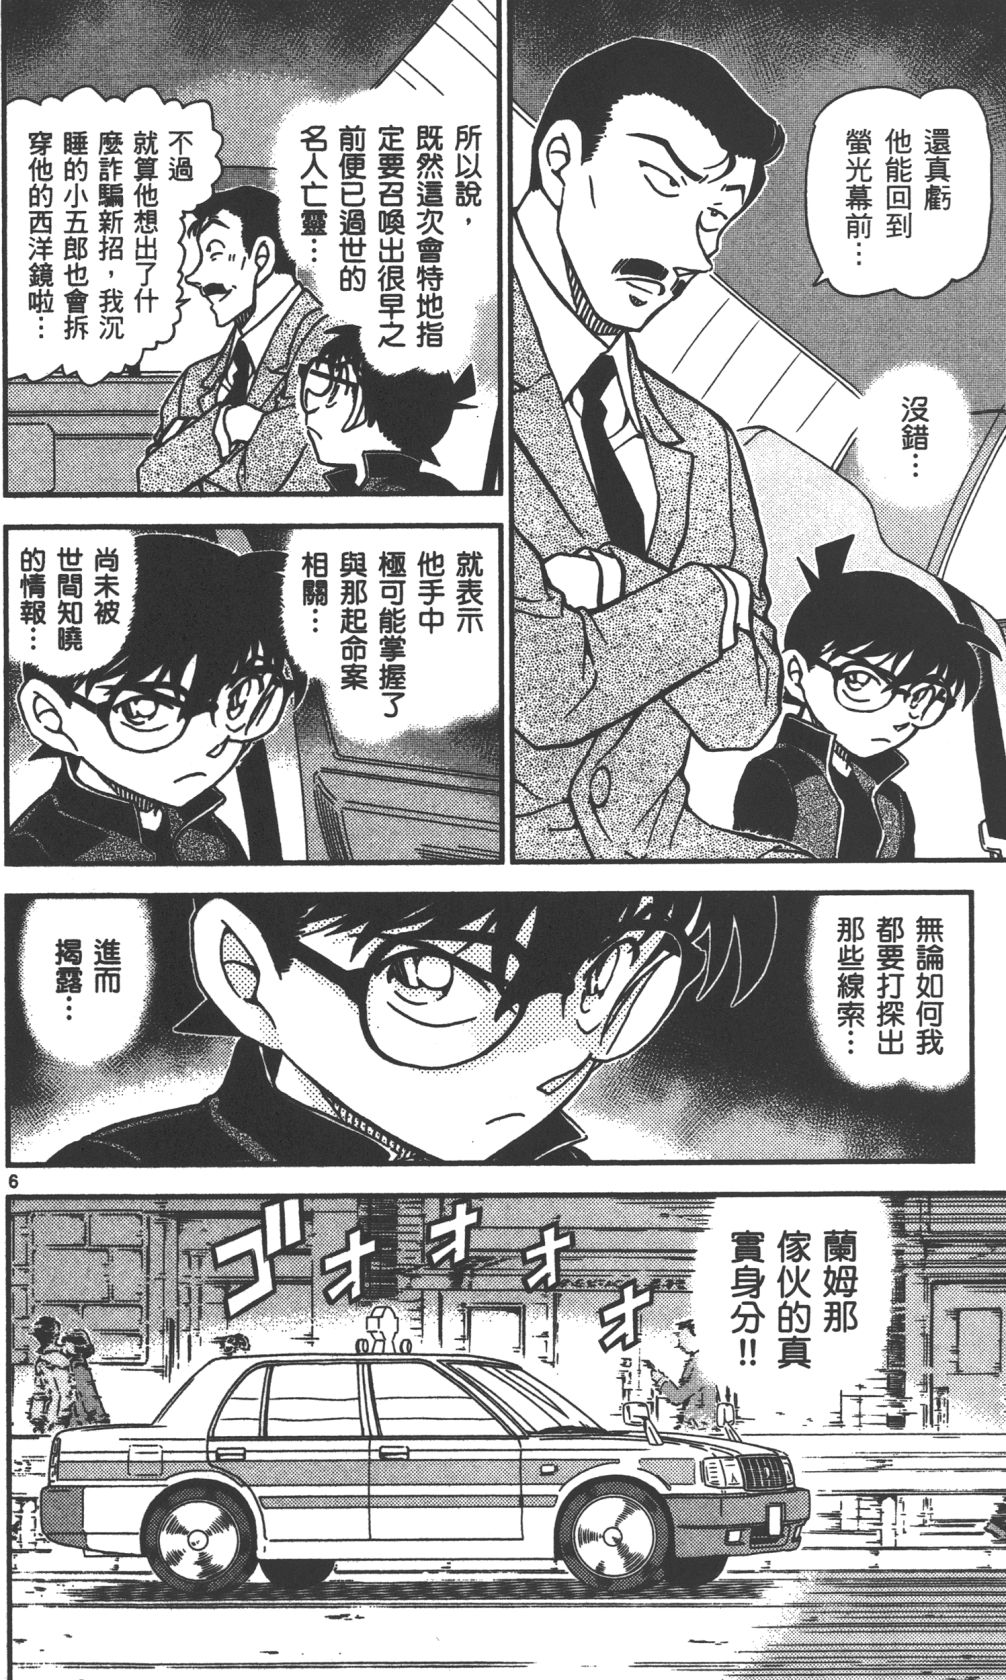 還真虧
他能回到
螢光幕前…
沒錯…
所以說，
既然這次會特地指
定要召喚出很早之
前便已過世的
名人亡靈…
不過
就算他想出了什
麼詐騙新招，我沉
睡的小五郎也會拆
穿他的西洋鏡啦…
就表示
他手中
極可能掌握了
與那起命案
相關…
尚未被
世間知曉
的情報…
無論如何我
都要打探出
那些線索…
進而
揭露…
6
蘭姆那
傢伙的真
實身分!!
ゴォォォォ